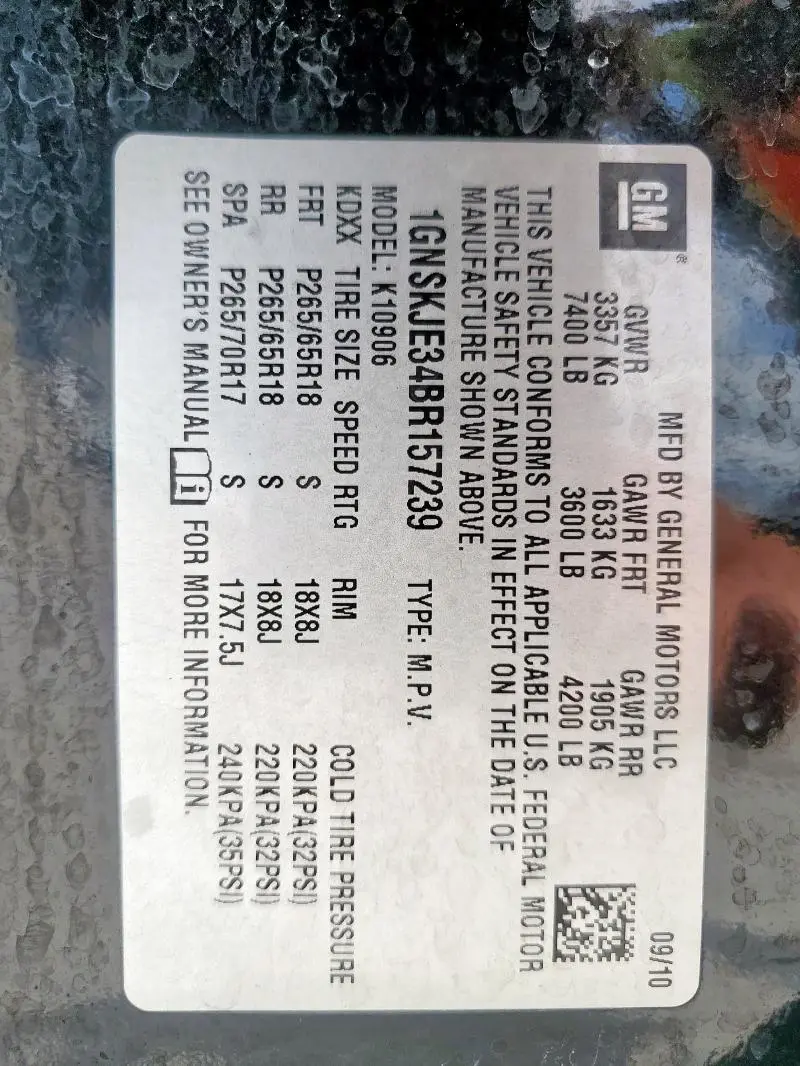 GM®
MFD BY GENERAL MOTORS LLC 09/10
GVWR GAWR FRT GAWR RR
3357 KG 1633 KG 1905 KG
7400 LB 3600 LB 4200 LB
THIS VEHICLE CONFORMS TO ALL APPLICABLE U.S. FEDERAL MOTOR
VEHICLE SAFETY STANDARDS IN EFFECT ON THE DATE OF
MANUFACTURE SHOWN ABOVE.
1GNSKJE34BR157239 TYPE: M.P.V.
MODEL: K10906
KDXX TIRE SIZE SPEED RTG RIM COLD TIRE PRESSURE
FRT P265/65R18 S 18X8J 220KPA(32PSI)
RR P265/65R18 S 18X8J 220KPA(32PSI)
SPA P265/70R17 S 17X7.5J 240KPA(35PSI)
SEE OWNER'S MANUAL i FOR MORE INFORMATION.